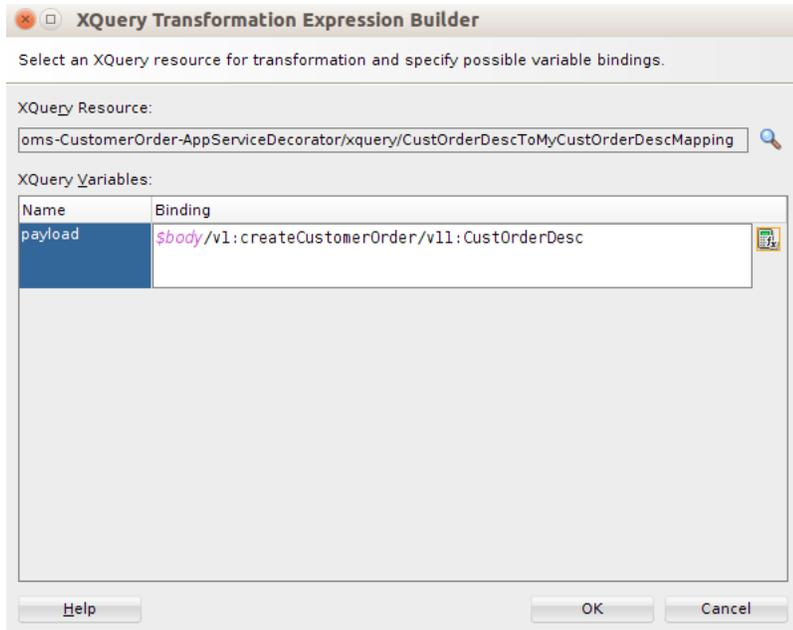 XQuery Transformation Expression Builder
Select an XQuery resource for transformation and specify possible variable bindings.
XQuery Resource:
oms-CustomerOrder-AppServiceDecorator/xquery/CustOrderDescToMyCustOrderDescMapping
XQuery Variables:
Name Binding
payload $body/v1:createCustomerOrder/v11:CustOrderDesc
Help OK Cancel